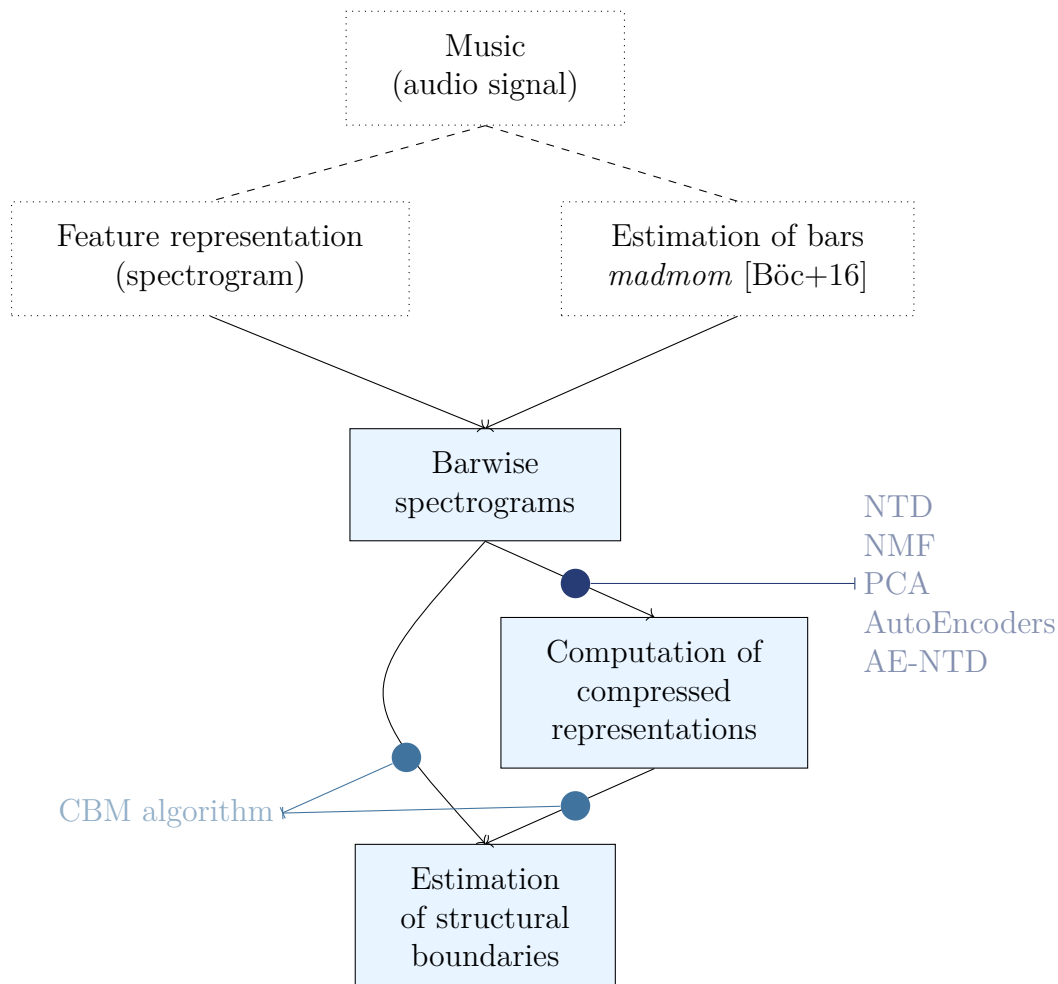 Music
(audio signal)
Feature representation
(spectrogram)
Estimation of bars
madmom [Böc+16]
Barwise
spectrograms
NTD
NMF
PCA
AutoEncoders
AE-NTD
Computation of
compressed
representations
CBM algorithm
Estimation
of structural
boundaries